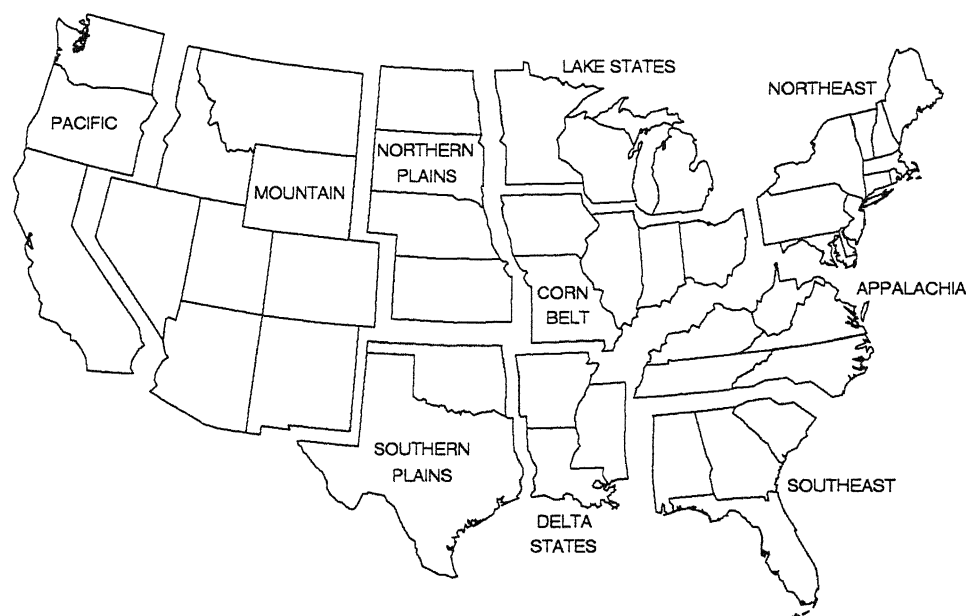 LAKE STATES
NORTHEAST
PACIFIC
NORTHERN
PLAINS
MOUNTAIN
CORN
BELT
APPALACHIA
SOUTHERN
PLAINS
SOUTHEAST
DELTA
STATES